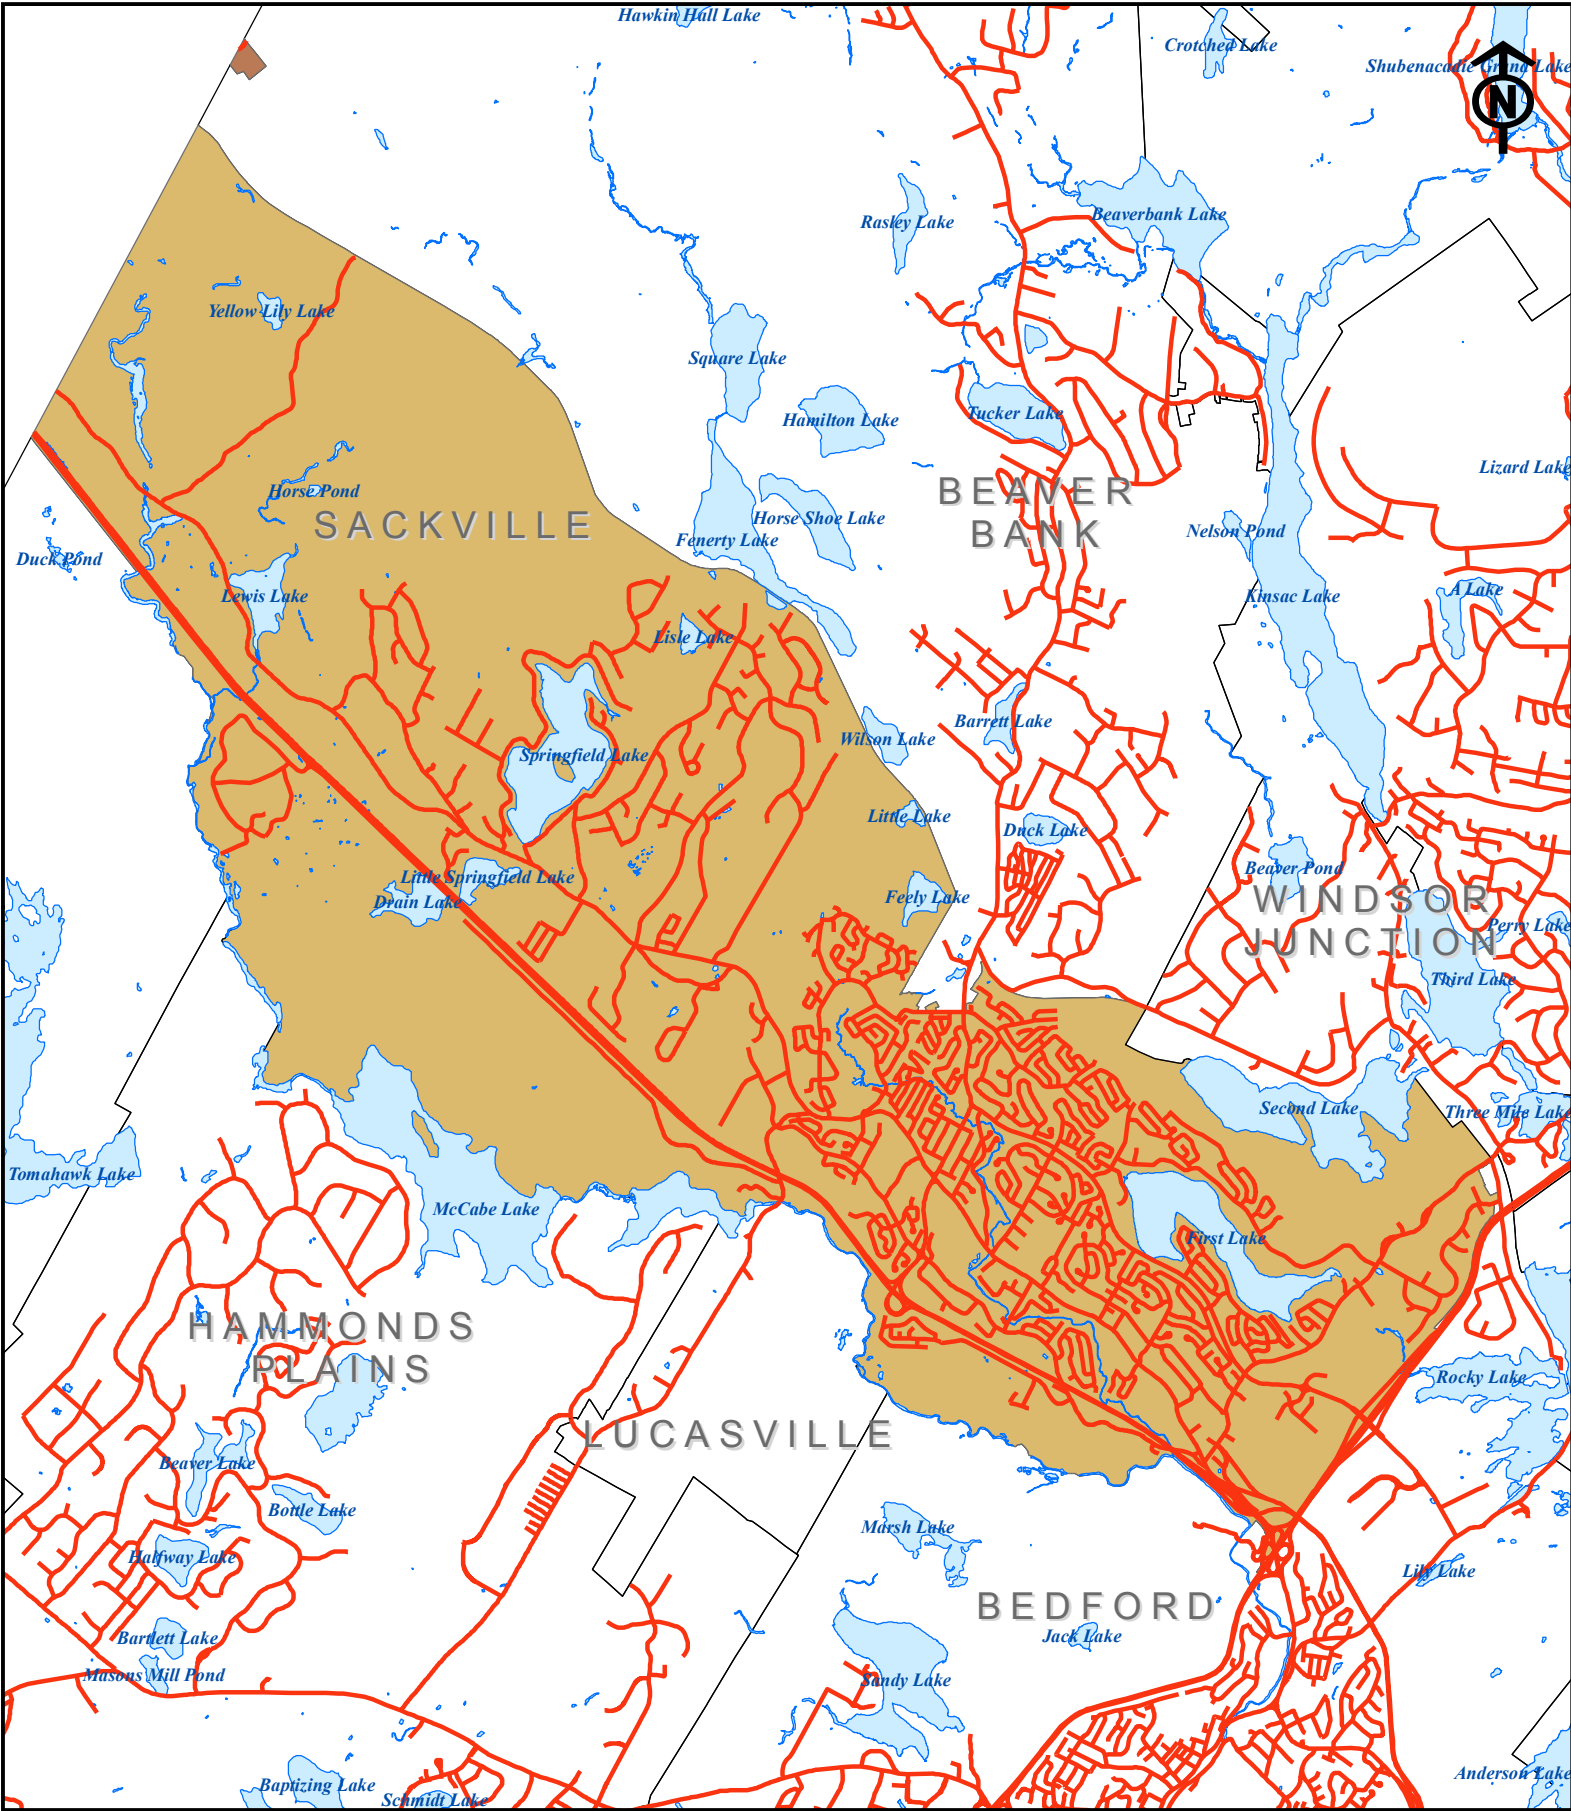 Hawkin Hall Lake
Crotched Lake
Shubenacadie Grand Lake
N
Rasley Lake
Beaverbank Lake
Yellow Lily Lake
Square Lake
Hamilton Lake
Tucker Lake
Lizard Lake
Horse Pond
SACKVILLE
BEAVER
BANK
Horse Shoe Lake
Fenerty Lake
Nelson Pond
Duck Pond
Lewis Lake
Kinsac Lake
A Lake
Lisle Lake
Barrett Lake
Wilson Lake
Springfield Lake
Little Lake
Duck Lake
Beaver Pond
Little Springfield Lake
Drain Lake
Feely Lake
WINDSOR
JUNCTION
Perry Lake
Third Lake
Second Lake
Three Mile Lake
Tomahawk Lake
McCabe Lake
First Lake
HAMMONDS
PLAINS
Rocky Lake
LUCASVILLE
Beaver Lake
Bottle Lake
Marsh Lake
Halfway Lake
Lily Lake
BEDFORD
Jack Lake
Bartlett Lake
Masons Mill Pond
Sandy Lake
Anderson Lake
Baptizing Lake
Schmidt Lake